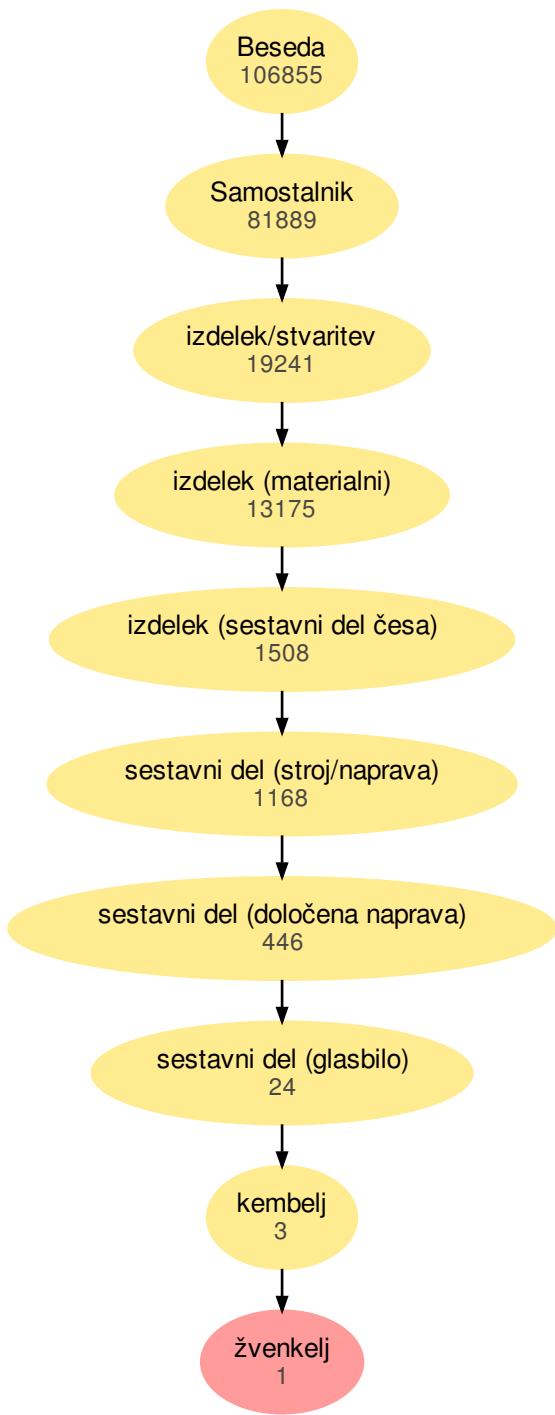 Beseda
106855
Samostalnik
81889
izdelek/stvaritev
19241
izdelek (materialni)
13175
izdelek (sestavni del česa)
1508
sestavni del (stroj/naprava)
1168
sestavni del (določena naprava)
446
sestavni del (glasbilo)
24
kembelj
3
žvenkelj
1